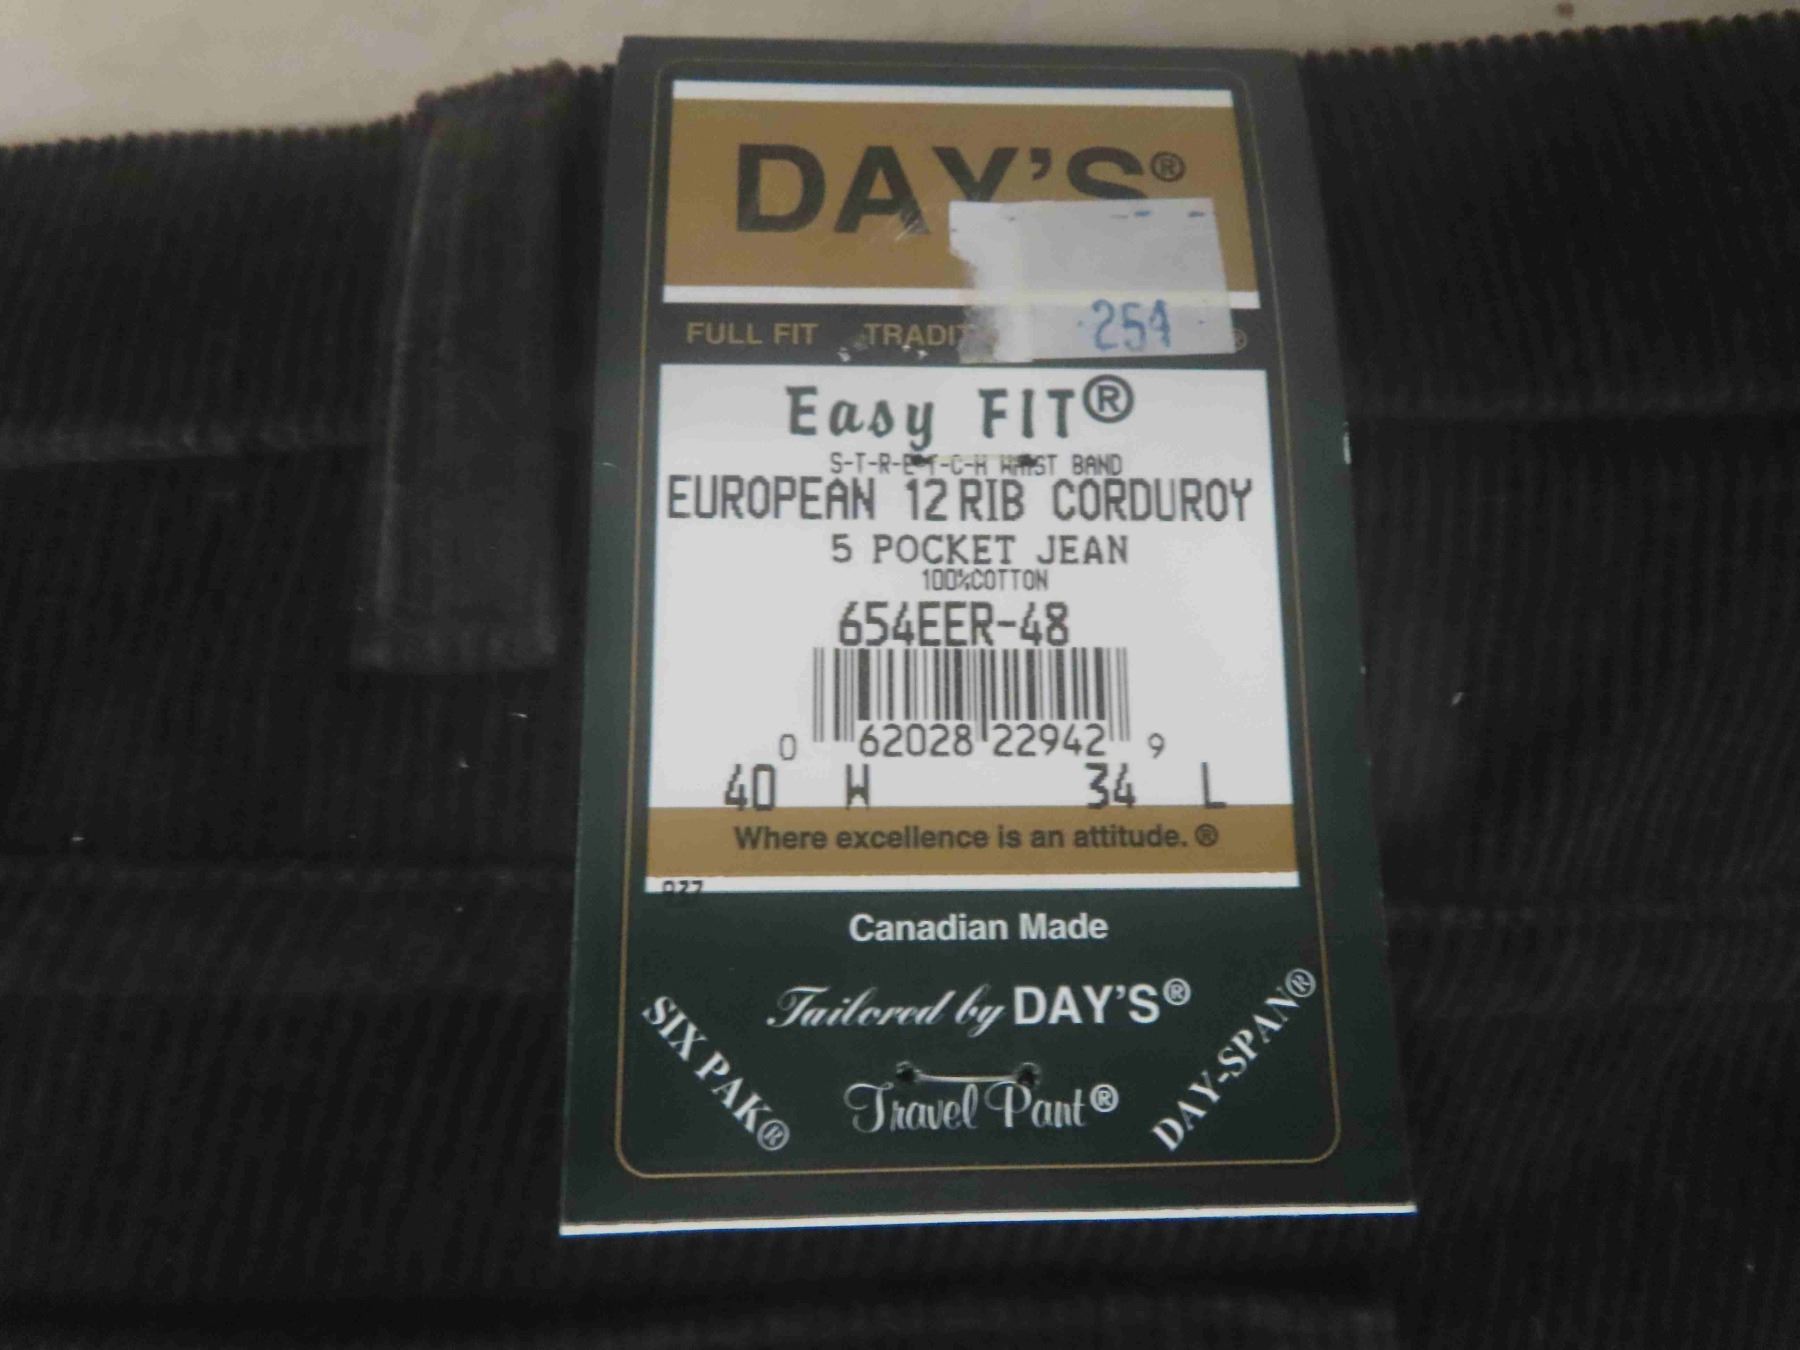 DAY'S®
FULL FIT TRADIT
254
Easy FIT®
S-T-R-E-T-C-H WAIST BAND
EUROPEAN 12 RIB CORDUROY
5 POCKET JEAN
100%COTTON
654EER-48
0 62028 22942 9
40 W 34 L
Where excellence is an attitude. ®
Canadian Made
Tailored by DAY'S®
SIX PAK®
Travel Pant®
DAY-SPAN®